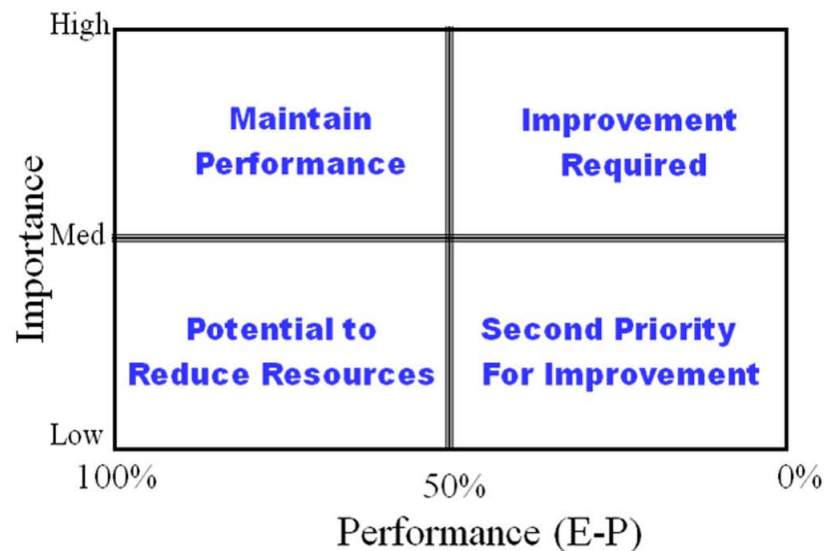 High
Maintain
Performance
Improvement
Required
Importance
Med
Potential to
Reduce Resources
Second Priority
For Improvement
Low
100%
50%
0%
Performance (E-P)